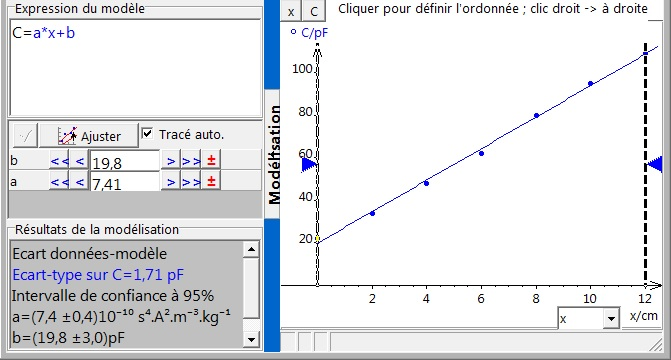 Expression du modèle
C=a*x+b
Ajuster
Tracé auto.
b << < 19,8 > >> ±
a << < 7,41 > >> ±
Résultats de la modélisation
Ecart données-modèle
Ecart-type sur C=1,71 pF
Intervalle de confiance à 95%
a=(7,4 ±0,4)10⁻¹⁰ s⁴.A².m⁻³.kg⁻¹
b=(19,8 ±3,0)pF
Modélisation
x C Cliquer pour définir l'ordonnée ; clic droit -> à droite
C/pF
100
80
60
40
20
2 4 6 8 10 12
x/cm
x